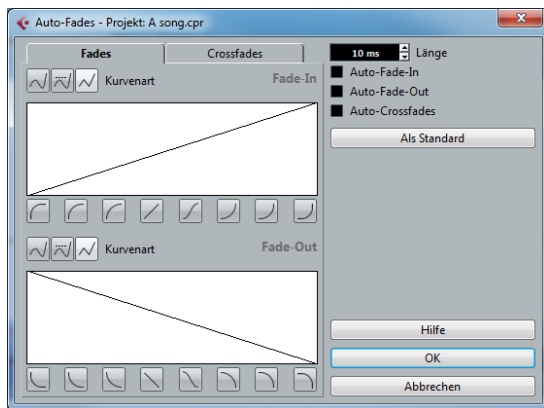 Auto-Fades - Projekt: A song.cpr
Fades
Crossfades
10 ms
Länge
Kurvenart
Fade-In
Auto-Fade-In
Auto-Fade-Out
Auto-Crossfades
Als Standard
Kurvenart
Fade-Out
Hilfe
OK
Abbrechen